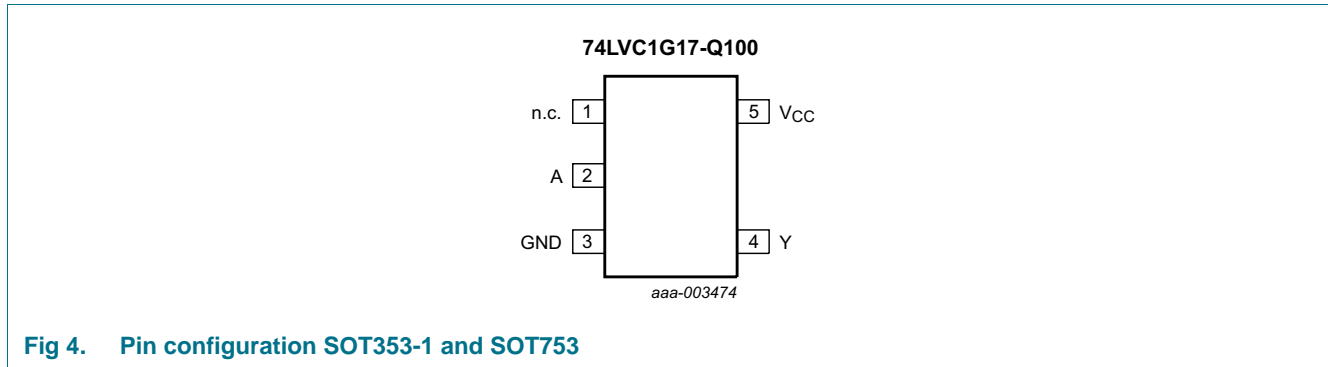 74LVC1G17-Q100
n.c. 1 5 VCC
A 2
GND 3 4 Y
aaa-003474
Fig 4. Pin configuration SOT353-1 and SOT753